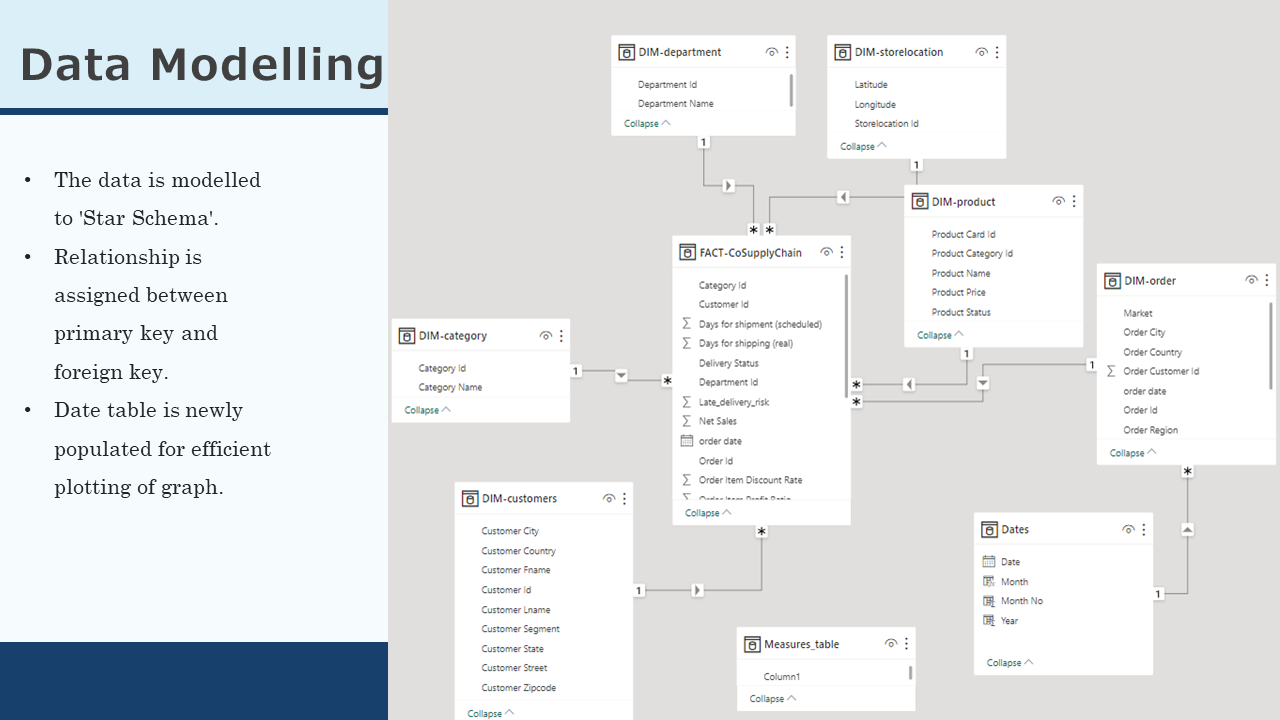 Data Modelling
• The data is modelled
to 'Star Schema'.
• Relationship is
assigned between
primary key and
foreign key.
• Date table is newly
populated for efficient
plotting of graph.
DIM-department
Department Id
Department Name
Collapse
1
DIM-storelocation
Latitude
Longitude
Storelocation Id
Collapse
1
* *
DIM-product
Product Card Id
Product Category Id
Product Name
Product Price
Product Status
Collapse
1
FACT-CoSupplyChain
Category Id
Customer Id
Σ Days for shipment (scheduled)
Σ Days for shipping (real)
Delivery Status
Department Id
Σ Late_delivery_risk
Σ Net Sales
order date
Order Id
Σ Order Item Discount Rate
Σ Order Item Profit Ratio
Collapse
*
*
*
*
DIM-order
Market
Order City
Order Country
Σ Order Customer Id
order date
Order Id
Order Region
Collapse
1
*
DIM-category
Category Id
Category Name
Collapse
1
DIM-customers
Customer City
Customer Country
Customer Fname
Customer Id
Customer Lname
Customer Segment
Customer State
Customer Street
Customer Zipcode
Collapse
1
Dates
Date
Month
Month No
Year
Collapse
1
Measures_table
Column1
Collapse